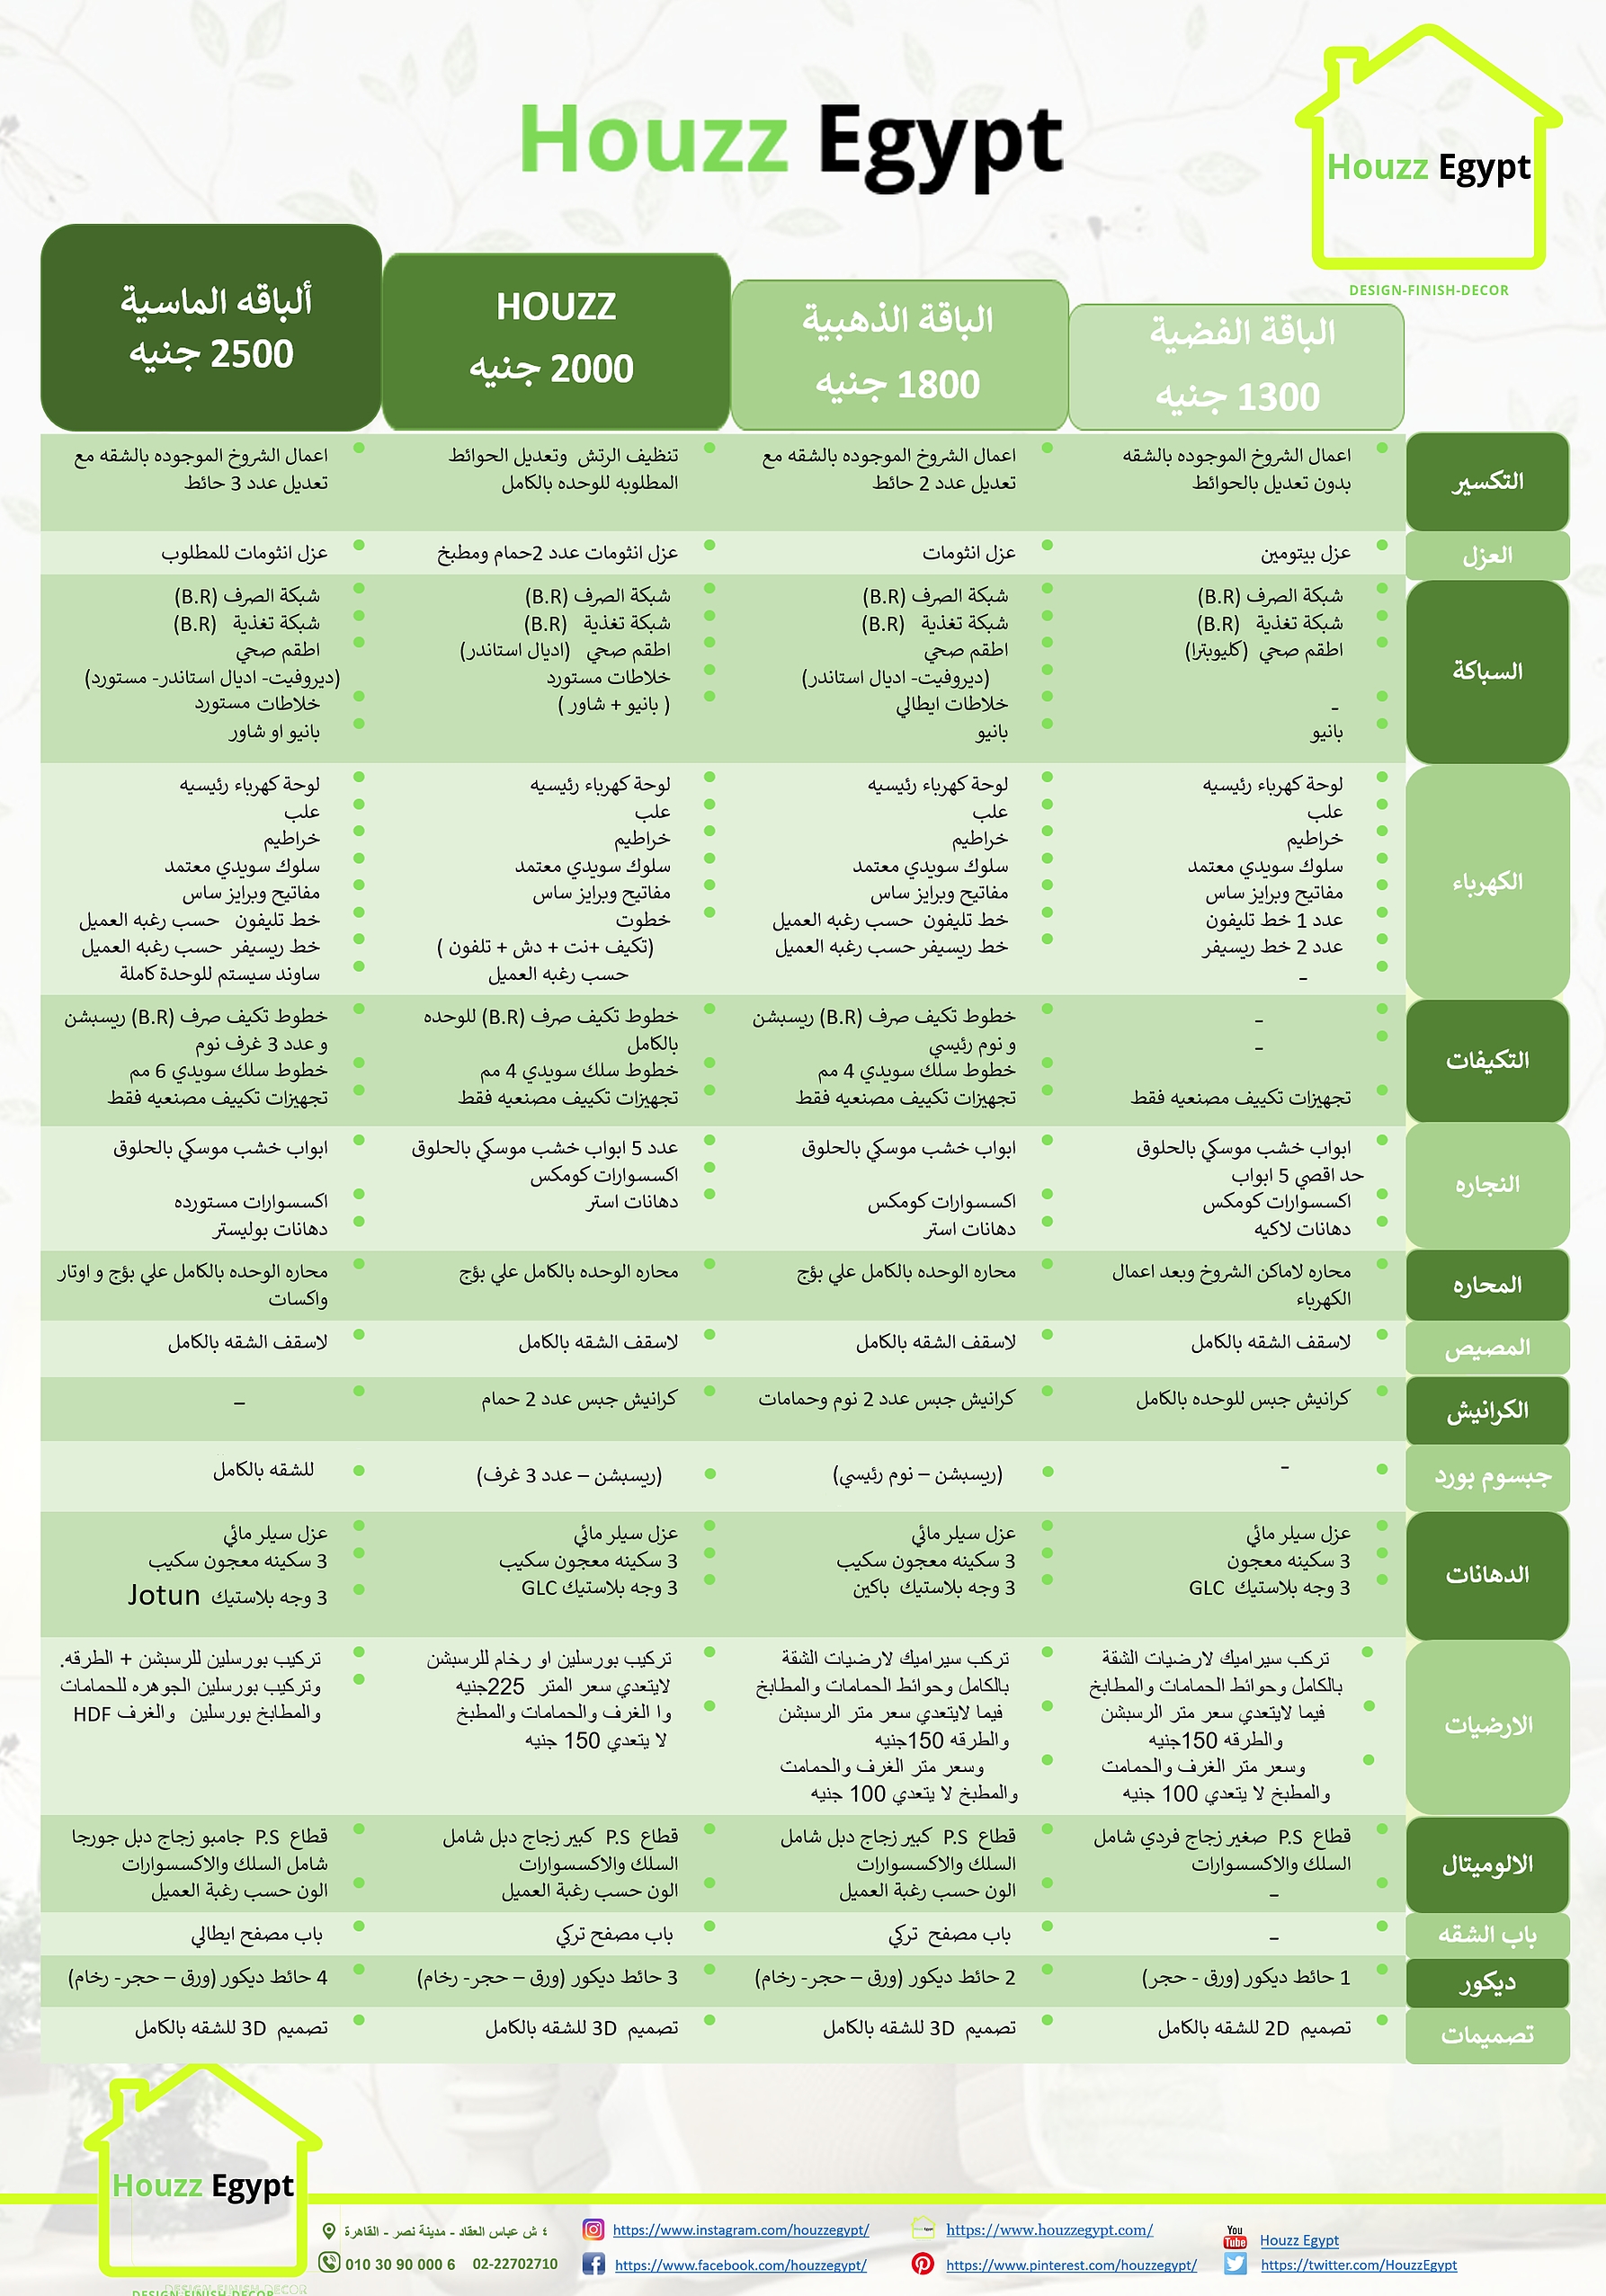 Houzz Egypt
Houzz Egypt
DESIGN-FINISH-DECOR
الباقة الفضية
1300 جنيه
الباقة الذهبية
1800 جنيه
HOUZZ
2000 جنيه
ألباقه الماسية
2500 جنيه
التكسير
اعمال الشروخ الموجوده بالشقه
بدون تعديل بالحوائط
اعمال الشروخ الموجوده بالشقه مع
تعديل عدد 2 حائط
تنظيف الرتش وتعديل الحوائط
المطلوبه للوحده بالكامل
اعمال الشروخ الموجوده بالشقه مع
تعديل عدد 3 حائط
العزل
عزل بيتومين
عزل انثومات
عزل انثومات عدد 2حمام ومطبخ
عزل انثومات للمطلوب
السباكة
شبكة الصرف (B.R)
شبكة تغذية (B.R)
اطقم صحي (كليوبترا)
-
بانيو
شبكة الصرف (B.R)
شبكة تغذية (B.R)
اطقم صحي
(ديروفيت- اديال استاندر)
خلاطات ايطالي
بانيو
شبكة الصرف (B.R)
شبكة تغذية (B.R)
اطقم صحي (اديال استاندر)
خلاطات مستورد
( بانيو + شاور )
شبكة الصرف (B.R)
شبكة تغذية (B.R)
اطقم صحي
(ديروفيت- اديال استاندر- مستورد)
خلاطات مستورد
بانيو او شاور
الكهرباء
لوحة كهرباء رئيسيه
علب
خراطيم
سلوك سويدي معتمد
مفاتيح وبرايز ساس
عدد 1 خط تليفون
عدد 2 خط ريسيفر
-
لوحة كهرباء رئيسيه
علب
خراطيم
سلوك سويدي معتمد
مفاتيح وبرايز ساس
خط تليفون حسب رغبه العميل
خط ريسيفر حسب رغبه العميل
لوحة كهرباء رئيسيه
علب
خراطيم
سلوك سويدي معتمد
مفاتيح وبرايز ساس
خطوت
(تكيف +نت + دش + تلفون )
حسب رغبه العميل
لوحة كهرباء رئيسيه
علب
خراطيم
سلوك سويدي معتمد
مفاتيح وبرايز ساس
خط تليفون حسب رغبه العميل
خط ريسيفر حسب رغبه العميل
ساوند سيستم للوحدة كاملة
التكيفات
-
-
تجهيزات تكييف مصنعيه فقط
خطوط تكيف صرف (B.R) ريسبشن
و نوم رئيسي
خطوط سلك سويدي 4 مم
تجهيزات تكييف مصنعيه فقط
خطوط تكيف صرف (B.R) للوحده
بالكامل
خطوط سلك سويدي 4 مم
تجهيزات تكييف مصنعيه فقط
خطوط تكيف صرف (B.R) ريسبشن
و عدد 3 غرف نوم
خطوط سلك سويدي 6 مم
تجهيزات تكييف مصنعيه فقط
النجاره
ابواب خشب موسكي بالحلوق
حد اقصي 5 ابواب
اكسسوارات كومكس
دهانات لاكيه
ابواب خشب موسكي بالحلوق
اكسسوارات كومكس
دهانات استر
عدد 5 ابواب خشب موسكي بالحلوق
اكسسوارات كومكس
دهانات استر
ابواب خشب موسكي بالحلوق
اكسسوارات مستورده
دهانات بوليستر
المحاره
محاره لاماكن الشروخ وبعد اعمال
الكهرباء
محاره الوحده بالكامل علي بؤج
محاره الوحده بالكامل علي بؤج
محاره الوحده بالكامل علي بؤج و اوتار
واكسات
المصيص
لاسقف الشقه بالكامل
لاسقف الشقه بالكامل
لاسقف الشقه بالكامل
لاسقف الشقه بالكامل
الكرانيش
كرانيش جبس للوحده بالكامل
كرانيش جبس عدد 2 نوم وحمامات
كرانيش جبس عدد 2 حمام
–
جبسوم بورد
-
(ريسبشن – نوم رئيسي)
(ريسبشن – عدد 3 غرف)
للشقه بالكامل
الدهانات
عزل سيلر مائي
3 سكينه معجون
3 وجه بلاستيك GLC
عزل سيلر مائي
3 سكينه معجون سكيب
3 وجه بلاستيك باكين
عزل سيلر مائي
3 سكينه معجون سكيب
3 وجه بلاستيك GLC
عزل سيلر مائي
3 سكينه معجون سكيب
3 وجه بلاستيك Jotun
الارضيات
تركب سيراميك لارضيات الشقة
بالكامل وحوائط الحمامات والمطابخ
فيما لايتعدي سعر متر الرسبشن
والطرقه 150جنيه
وسعر متر الغرف والحمامت
والمطبخ لا يتعدي 100 جنيه
تركب سيراميك لارضيات الشقة
بالكامل وحوائط الحمامات والمطابخ
فيما لايتعدي سعر متر الرسبشن
والطرقه 150جنيه
وسعر متر الغرف والحمامت
والمطبخ لا يتعدي 100 جنيه
تركيب بورسلين او رخام للرسبشن
لايتعدي سعر المتر 225جنيه
وا الغرف والحمامات والمطبخ
لا يتعدي 150 جنيه
تركيب بورسلين للرسبشن + الطرقه.
وتركيب بورسلين الجوهره للحمامات
والمطابخ بورسلين والغرف HDF
الالوميتال
قطاع P.S صغير زجاج فردي شامل
السلك والاكسسوارات
–
قطاع P.S كبير زجاج دبل شامل
السلك والاكسسوارات
الون حسب رغبة العميل
قطاع P.S كبير زجاج دبل شامل
السلك والاكسسوارات
الون حسب رغبة العميل
قطاع P.S جامبو زجاج دبل جورجا
شامل السلك والاكسسوارات
الون حسب رغبة العميل
باب الشقه
–
باب مصفح تركي
باب مصفح تركي
باب مصفح ايطالي
ديكور
1 حائط ديكور (ورق - حجر)
2 حائط ديكور (ورق – حجر- رخام)
3 حائط ديكور (ورق – حجر- رخام)
4 حائط ديكور (ورق – حجر- رخام)
تصميمات
تصميم 2D للشقه بالكامل
تصميم 3D للشقه بالكامل
تصميم 3D للشقه بالكامل
تصميم 3D للشقه بالكامل
Houzz Egypt
DESIGN-FINISH-DECOR
٤ ش عباس العقاد - مدينة نصر - القاهرة
010 30 90 000 6 02-22702710
https://www.instagram.com/houzzegypt/
https://www.facebook.com/houzzegypt/
https://www.houzzegypt.com/
https://www.pinterest.com/houzzegypt/
You Tube
Houzz Egypt
https://twitter.com/HouzzEgypt